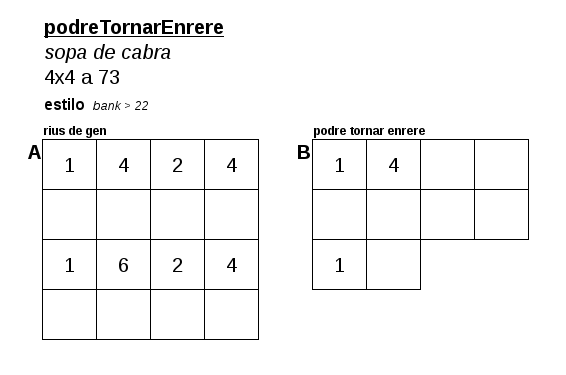 podreTornarEnrere
sopa de cabra
4x4 a 73
estilo bank > 22
rius de gen
A
1 4 2 4
1 6 2 4
podre tornar enrere
B
1 4
1